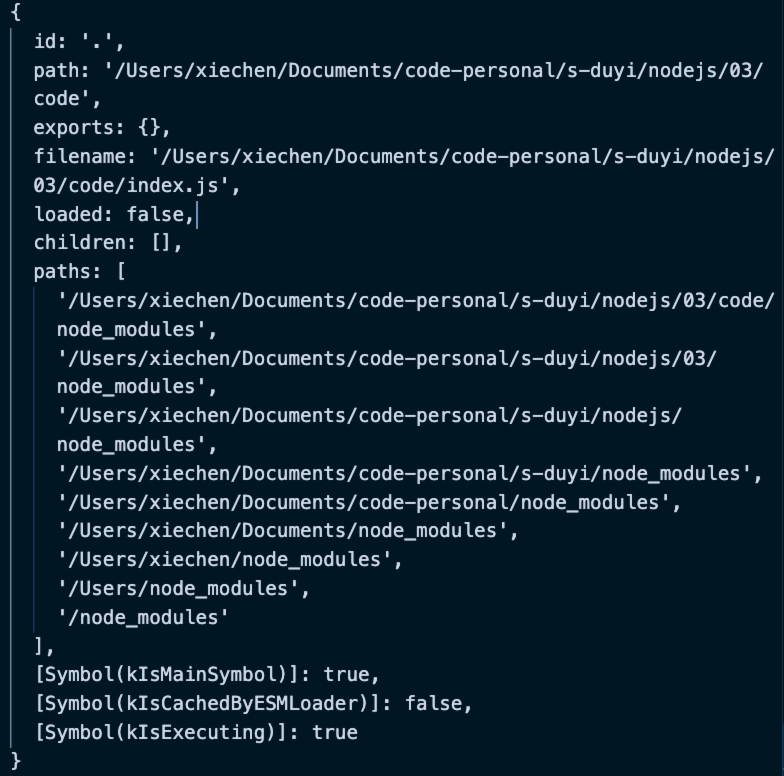 {
id: '.',
path: '/Users/xiechen/Documents/code-personal/s-duyi/nodejs/03/
code',
exports: {},
filename: '/Users/xiechen/Documents/code-personal/s-duyi/nodejs/
03/code/index.js',
loaded: false,
children: [],
paths: [
'/Users/xiechen/Documents/code-personal/s-duyi/nodejs/03/code/
node_modules',
'/Users/xiechen/Documents/code-personal/s-duyi/nodejs/03/
node_modules',
'/Users/xiechen/Documents/code-personal/s-duyi/nodejs/
node_modules',
'/Users/xiechen/Documents/code-personal/s-duyi/node_modules',
'/Users/xiechen/Documents/code-personal/node_modules',
'/Users/xiechen/Documents/node_modules',
'/Users/xiechen/node_modules',
'/Users/node_modules',
'/node_modules'
],
[Symbol(kIsMainSymbol)]: true,
[Symbol(kIsCachedByESMLoader)]: false,
[Symbol(kIsExecuting)]: true
}